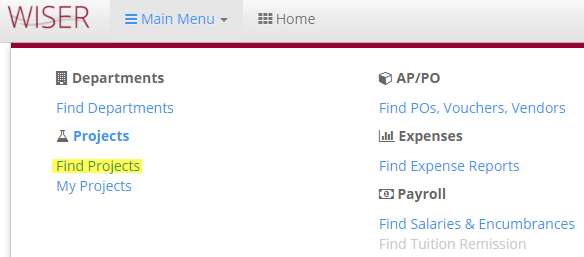 WISER Main Menu Home
Departments
Find Departments
Projects
Find Projects
My Projects
AP/PO
Find POs, Vouchers, Vendors
Expenses
Find Expense Reports
Payroll
Find Salaries & Encumbrances
Find Tuition Remission